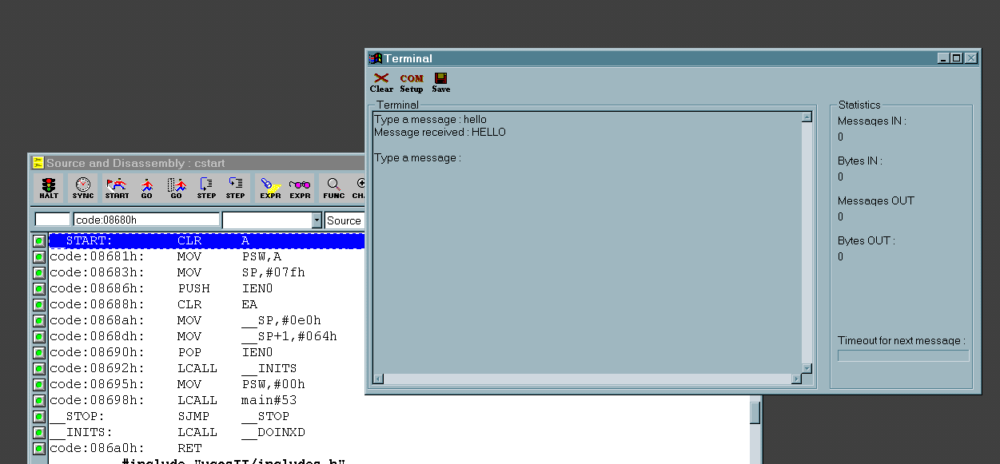 Terminal
Clear COM Setup Save
Terminal
Type a message : hello
Message received : HELLO
Type a message :
Statistics
Messages IN :
0
Bytes IN :
0
Messages OUT
0
Bytes OUT :
0
Timeout for next message :
Source and Disassembly : cstart
HALT SYNC START GO GO STEP STEP EXPR EXPR FUNC
code:08680h Source
__START: CLR A
code:08681h: MOV PSW,A
code:08683h: MOV SP,#07fh
code:08686h: PUSH IEN0
code:08688h: CLR EA
code:0868ah: MOV __SP,#0e0h
code:0868dh: MOV __SP+1,#064h
code:08690h: POP IEN0
code:08692h: LCALL __INITS
code:08695h: MOV PSW,#00h
code:08698h: LCALL main#53
__STOP: SJMP __STOP
__INITS: LCALL __DOINXD
code:086a0h: RET
#include "ucosII/includes.h"